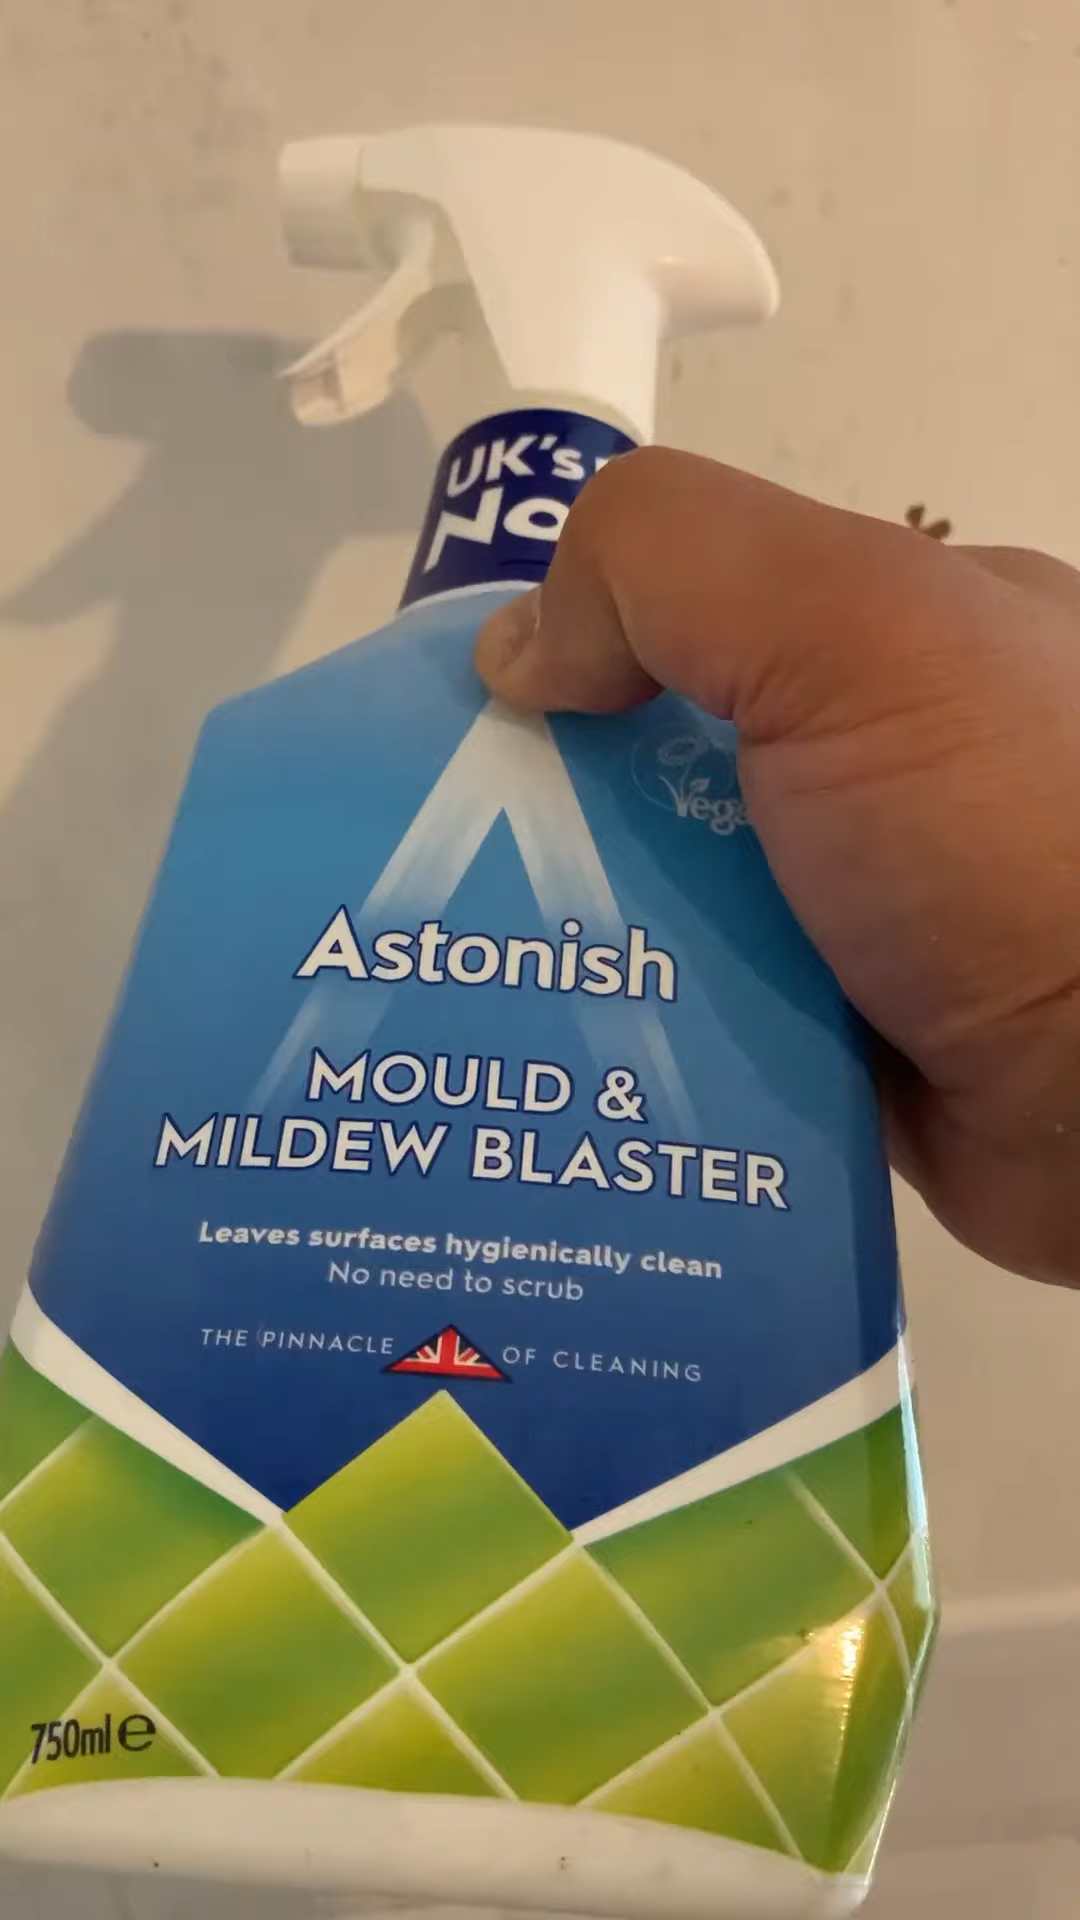 UK's
No
Vega
Astonish
MOULD &
MILDEW BLASTER
Leaves surfaces hygienically clean
No need to scrub
THE PINNACLE OF CLEANING
750ml e